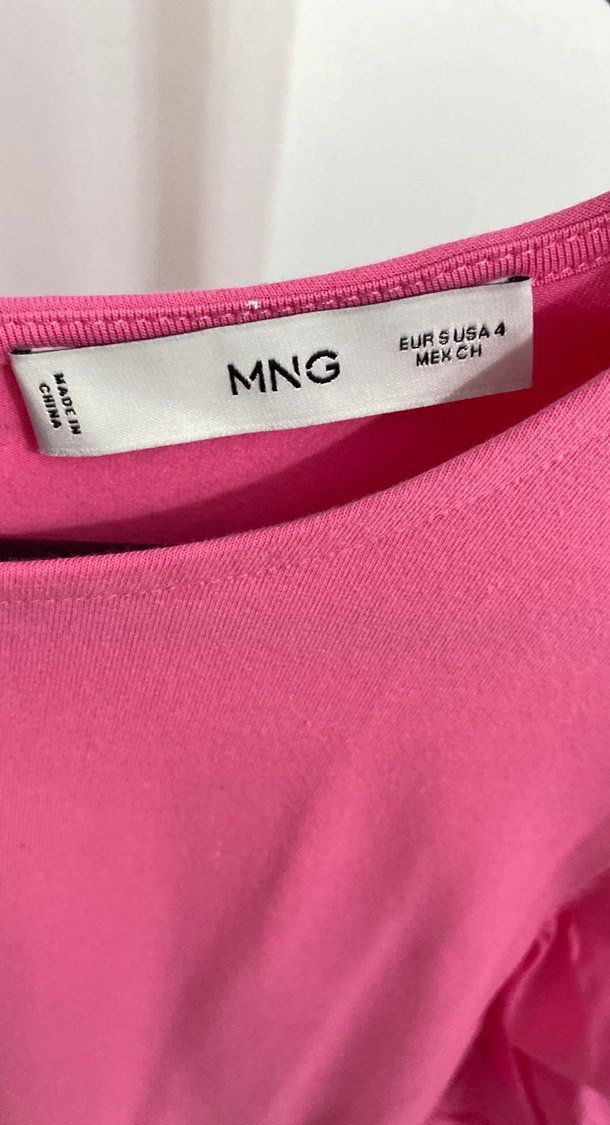 MADE IN
CHINA
MNG
EUR S USA 4
MEX CH